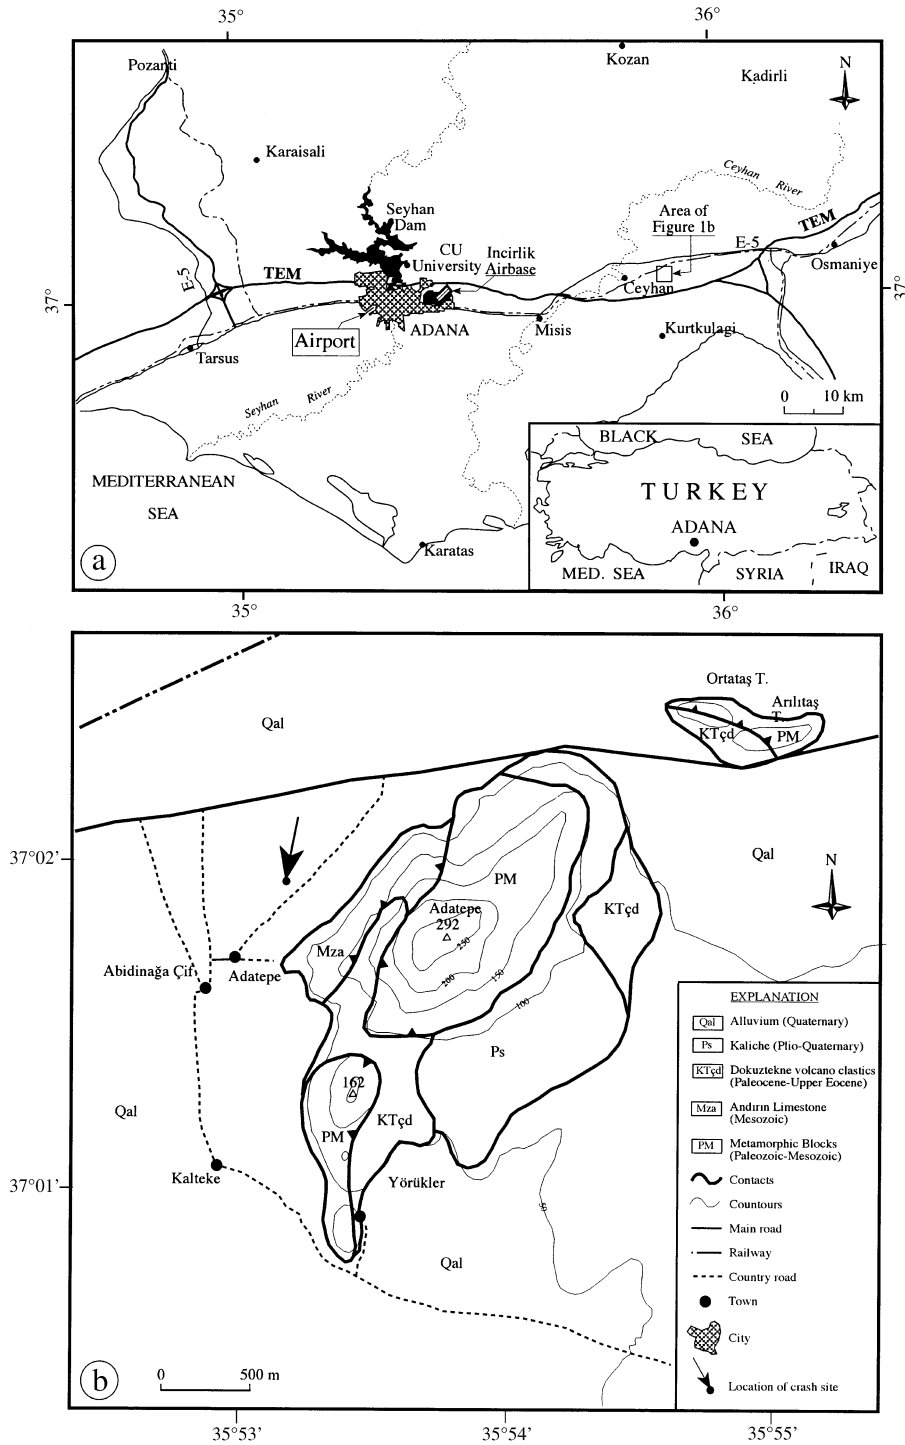 35°
36°
Pozanti
Kozan
Kadirli
N
Karaisali
Ceyhan River
Seyhan
Dam
Area of
Figure 1b
TEM
CU
University
Incirlik
Airbase
E-5
E-5
TEM
Osmaniye
37°
37°
Ceyhan
ADANA
Misis
Kurtkulagi
Airport
Tarsus
0 10 km
Seyhan River
MEDITERRANEAN
SEA
Karatas
BLACK SEA
TURKEY
ADANA
MED. SEA
SYRIA
IRAQ
a
35°
36°
Ortataş T.
Arılıtaş
T.
KTçd
PM
Qal
37°02'
Qal
N
PM
KTçd
Adatepe
292
250
200
150
100
Mza
Abidinağa Çif
Adatepe
Ps
162
Qal
KTçd
PM
Kalteke
37°01'
Yörükler
50
Qal
EXPLANATION
Qal Alluvium (Quaternary)
Ps Kaliche (Plio-Quaternary)
KTçd Dokuztekne volcano clastics
(Paleocene-Upper Eocene)
Mza Andırın Limestone
(Mesozoic)
PM Metamorphic Blocks
(Paleozoic-Mesozoic)
Contacts
Countours
Main road
Railway
Country road
Town
City
Location of crash site
b
0 500 m
35°53'
35°54'
35°55'